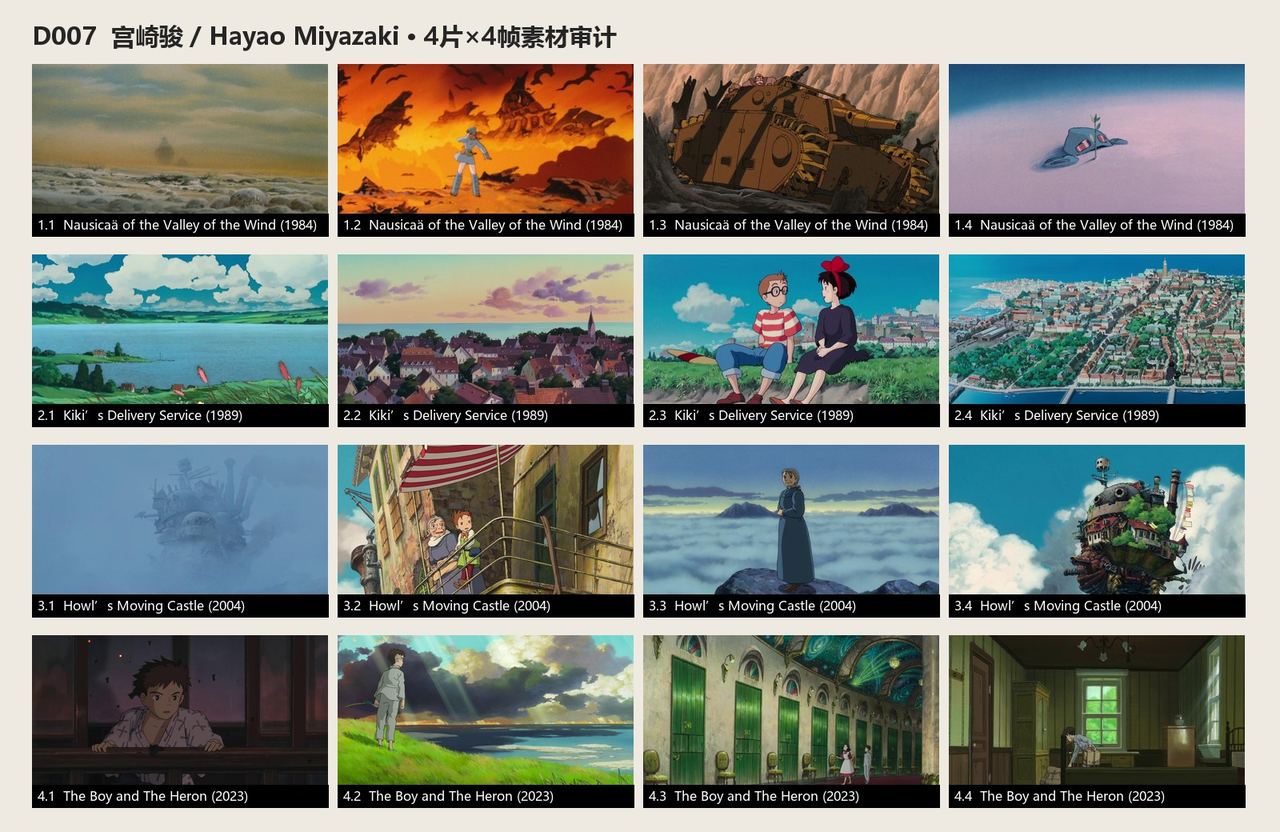 D007 宫崎骏 / Hayao Miyazaki • 4片×4帧素材审计
1.1 Nausicaä of the Valley of the Wind (1984)
1.2 Nausicaä of the Valley of the Wind (1984)
1.3 Nausicaä of the Valley of the Wind (1984)
1.4 Nausicaä of the Valley of the Wind (1984)
2.1 Kiki’s Delivery Service (1989)
2.2 Kiki’s Delivery Service (1989)
2.3 Kiki’s Delivery Service (1989)
2.4 Kiki’s Delivery Service (1989)
3.1 Howl’s Moving Castle (2004)
3.2 Howl’s Moving Castle (2004)
3.3 Howl’s Moving Castle (2004)
3.4 Howl’s Moving Castle (2004)
4.1 The Boy and The Heron (2023)
4.2 The Boy and The Heron (2023)
4.3 The Boy and The Heron (2023)
4.4 The Boy and The Heron (2023)